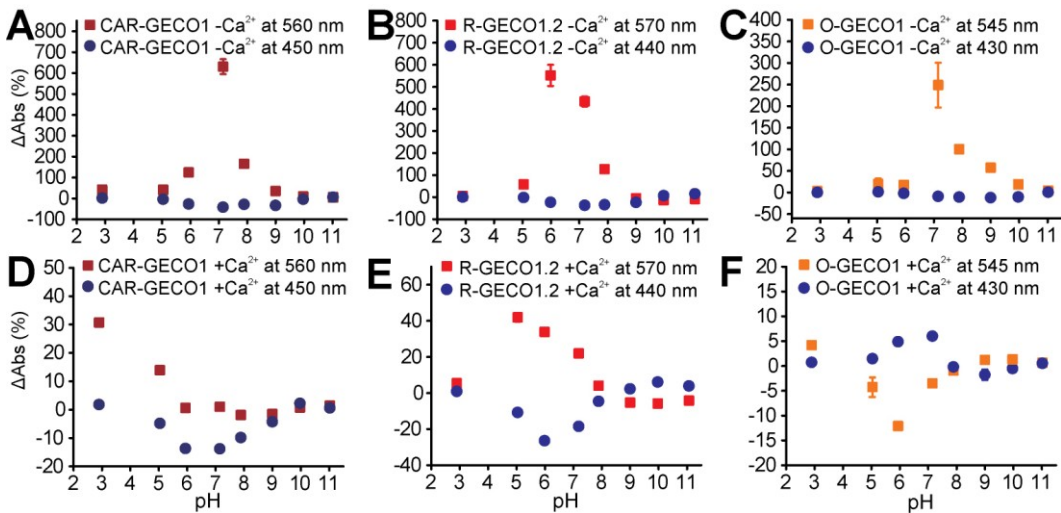 A
CAR-GECO1 -Ca²⁺ at 560 nm
CAR-GECO1 -Ca²⁺ at 450 nm
800
700
600
500
400
300
200
100
0
-100
ΔAbs (%)
2 3 4 5 6 7 8 9 10 11
B
R-GECO1.2 -Ca²⁺ at 570 nm
R-GECO1.2 -Ca²⁺ at 440 nm
800
700
600
500
400
300
200
100
0
-100
2 3 4 5 6 7 8 9 10 11
C
O-GECO1 -Ca²⁺ at 545 nm
O-GECO1 -Ca²⁺ at 430 nm
400
350
300
250
200
150
100
50
0
-50
ΔAbs (%)
2 3 4 5 6 7 8 9 10 11
D
CAR-GECO1 +Ca²⁺ at 560 nm
CAR-GECO1 +Ca²⁺ at 450 nm
50
40
30
20
10
0
-10
-20
ΔAbs (%)
2 3 4 5 6 7 8 9 10 11
pH
E
R-GECO1.2 +Ca²⁺ at 570 nm
R-GECO1.2 +Ca²⁺ at 440 nm
60
40
20
0
-20
-40
2 3 4 5 6 7 8 9 10 11
pH
F
O-GECO1 +Ca²⁺ at 545 nm
O-GECO1 +Ca²⁺ at 430 nm
20
15
10
5
0
-5
-10
-15
-20
2 3 4 5 6 7 8 9 10 11
pH